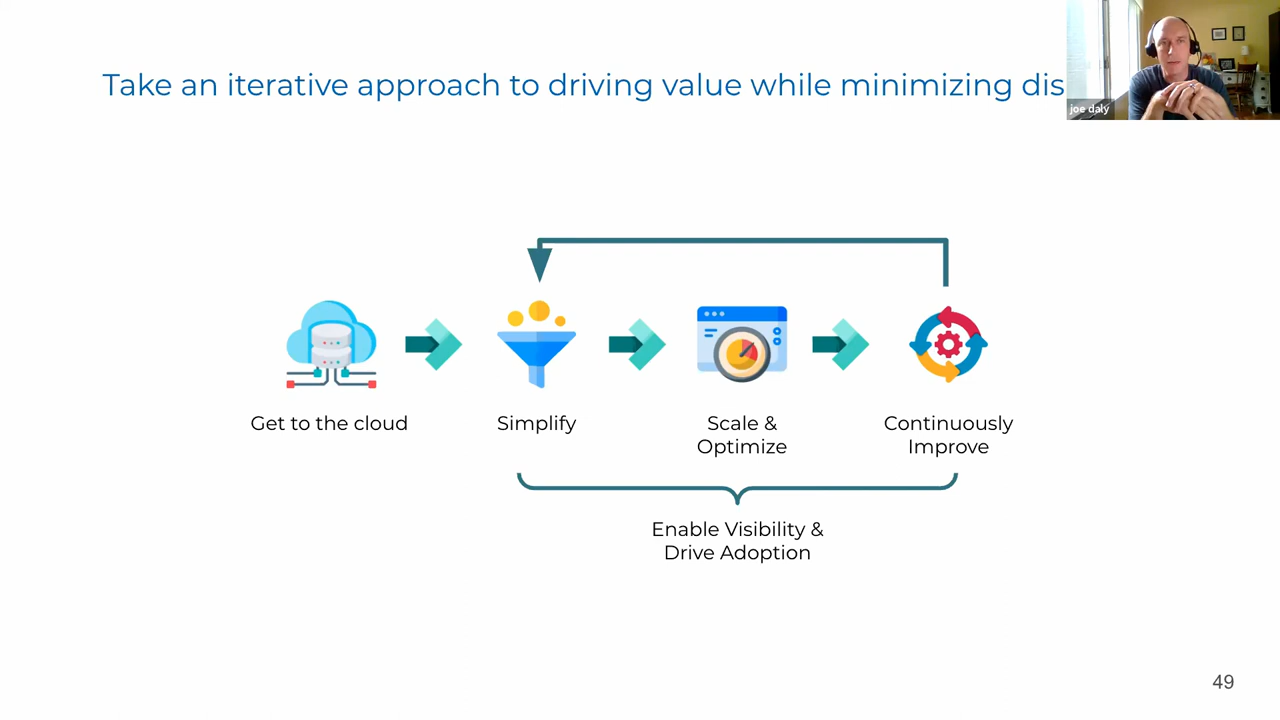 Take an iterative approach to driving value while minimizing
joe daly
Get to the cloud
Simplify
Scale &
Optimize
Continuously
Improve
Enable Visibility &
Drive Adoption
49